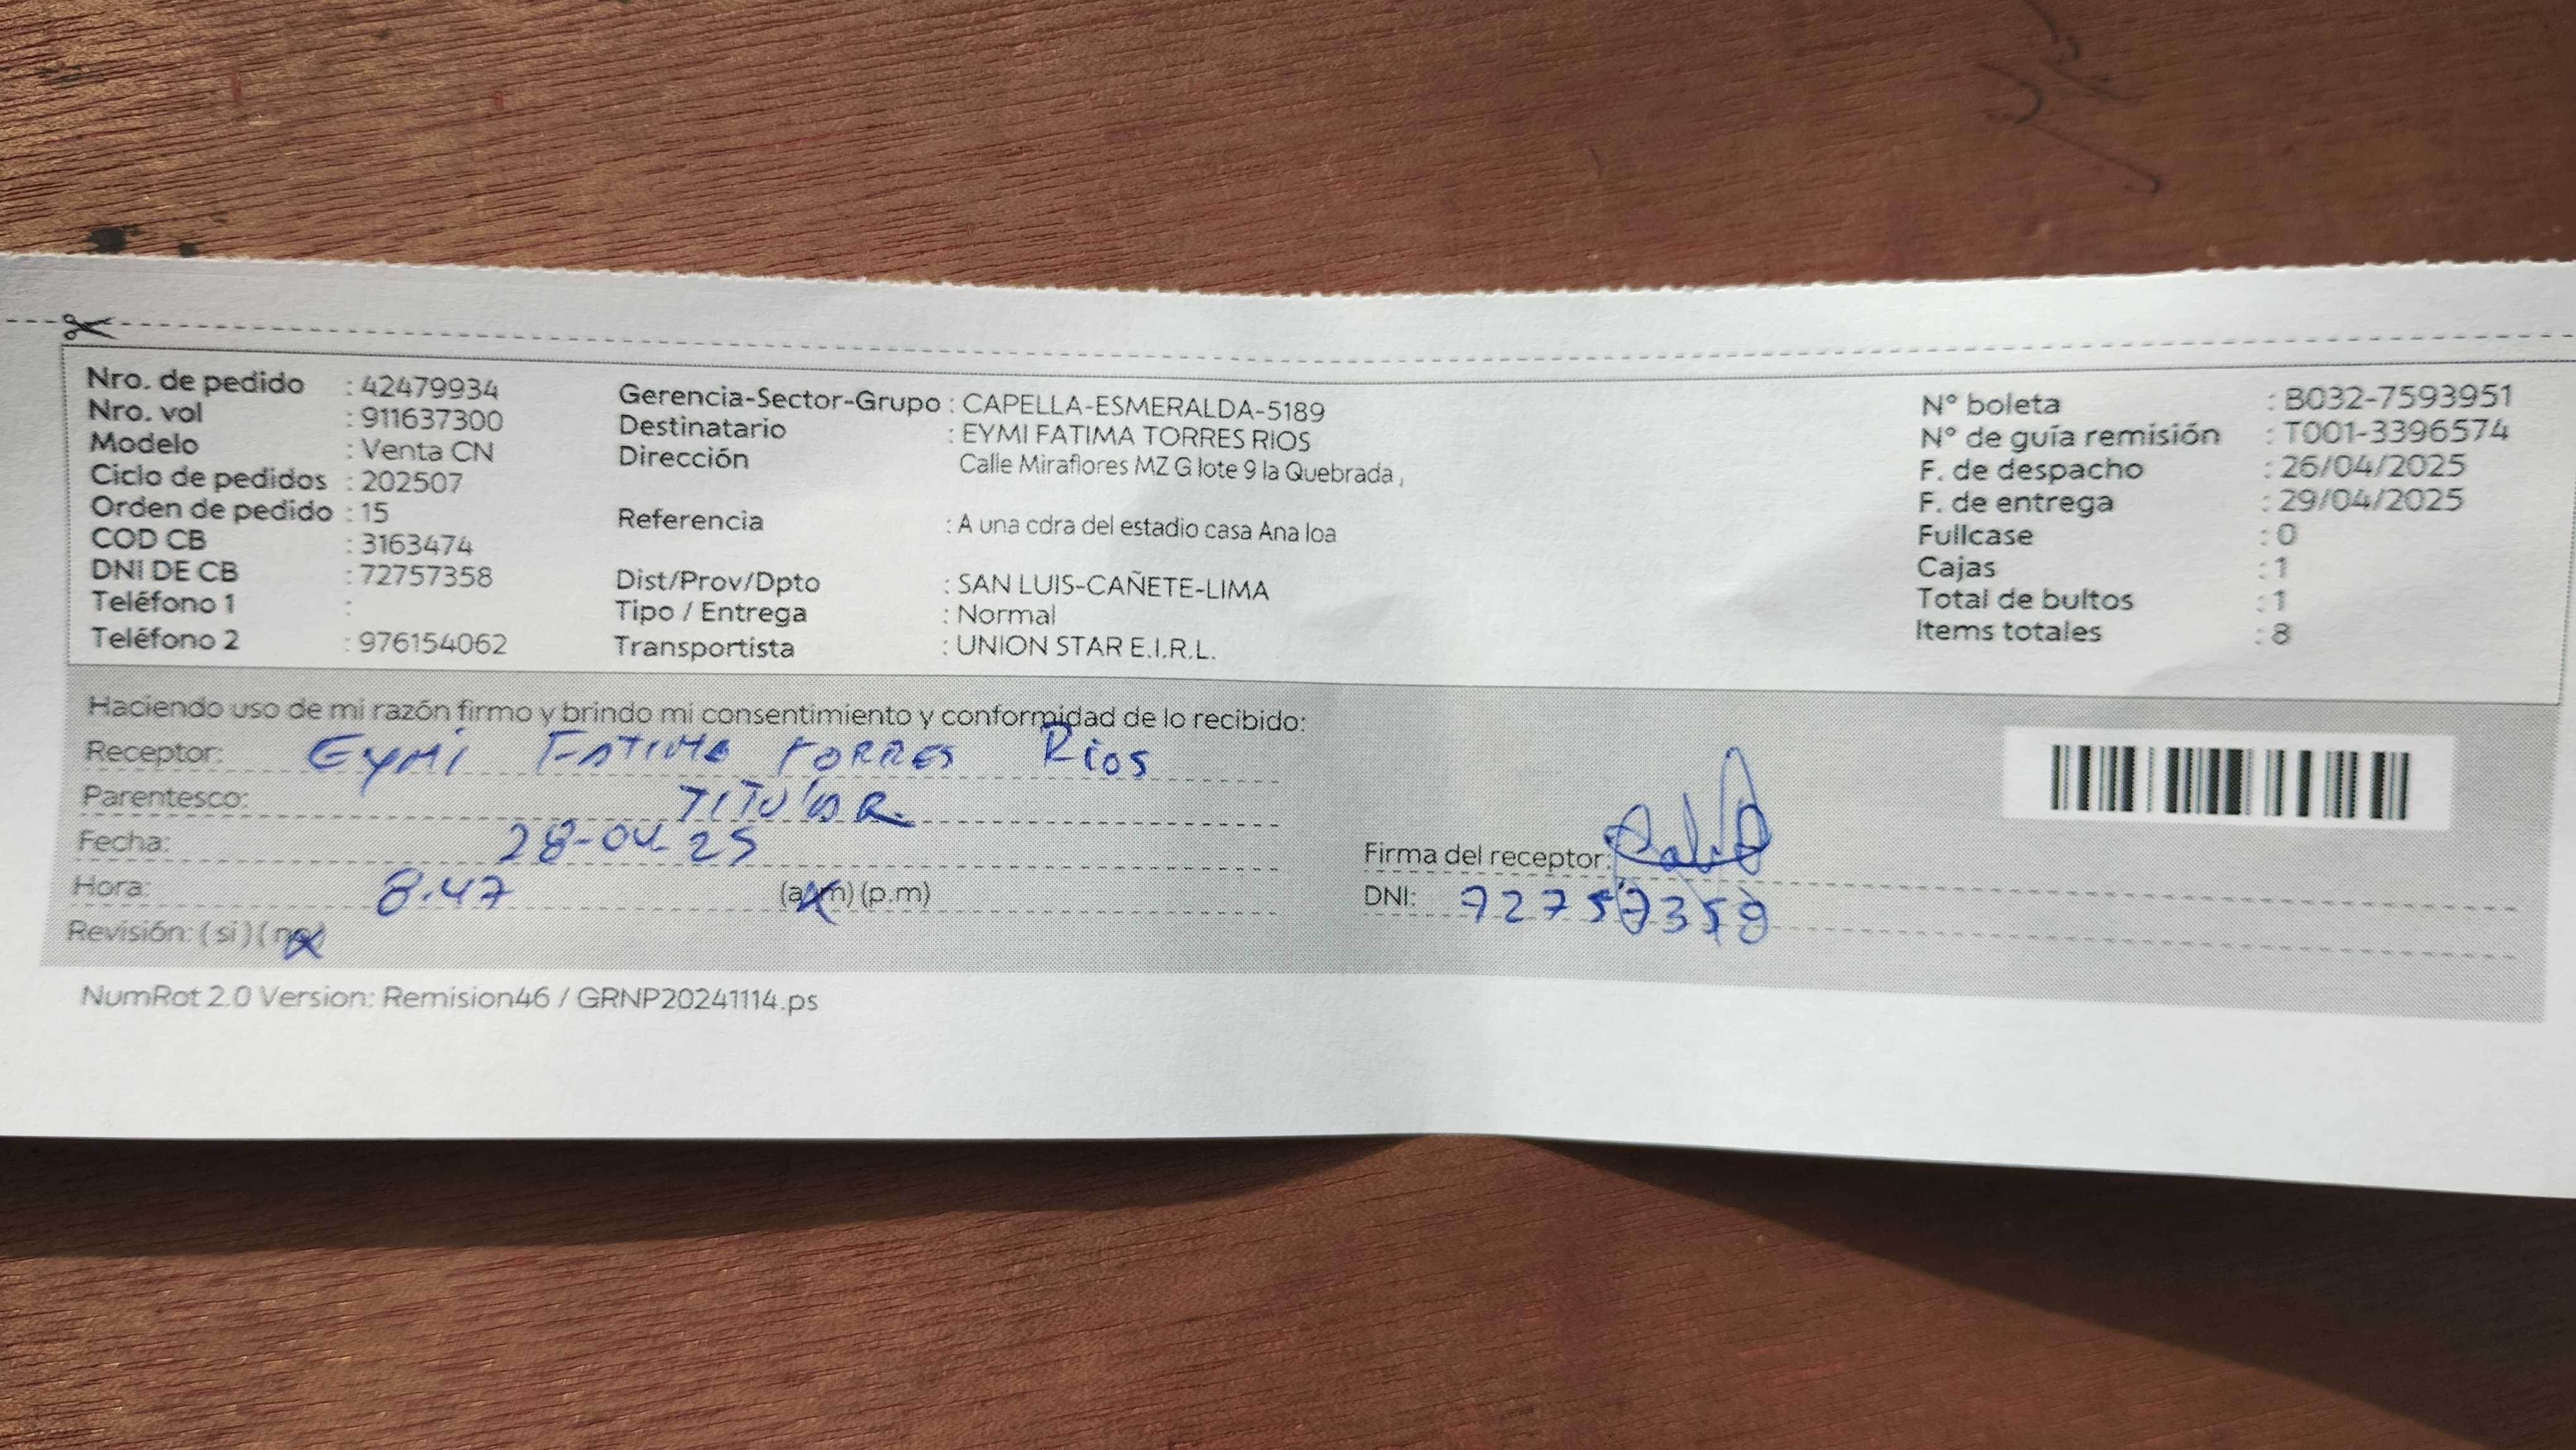 Nro. de pedido : 42479934
Nro. vol : 911637300
Modelo : Venta CN
Ciclo de pedidos : 202507
Orden de pedido : 15
COD CB : 3163474
DNI DE CB : 72757358
Teléfono 1 :
Teléfono 2 : 976154062
Gerencia-Sector-Grupo : CAPELLA-ESMERALDA-5189
Destinatario : EYMI FATIMA TORRES RIOS
Dirección Calle Miraflores MZ G lote 9 la Quebrada ,
Referencia : A una cdra del estadio casa Ana loa
Dist/Prov/Dpto : SAN LUIS-CAÑETE-LIMA
Tipo / Entrega : Normal
Transportista : UNION STAR E.I.R.L.
N° boleta : B032-7593951
N° de guía remisión : T001-3396574
F. de despacho : 26/04/2025
F. de entrega : 29/04/2025
Fullcase : 0
Cajas : 1
Total de bultos : 1
Items totales : 8
Haciendo uso de mi razón firmo y brindo mi consentimiento y conformidad de lo recibido:
Receptor: EYMI FATIMA TORRES RIOS
Parentesco: TITULAR
Fecha: 28-04-25
Hora: 8.47 (a.m) (p.m)
Revisión: ( si ) ( no )
Firma del receptor:
DNI: 72757358
NumRot 2.0 Version: Remision46 / GRNP20241114.ps